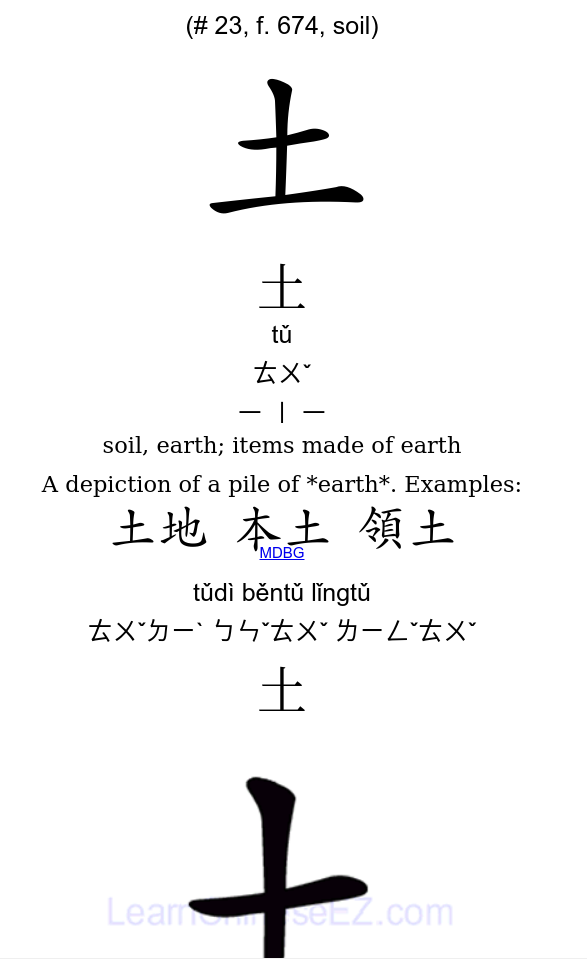 (# 23, f. 674, soil)
土
土
tǔ
ㄊㄨˇ
一 丨 一
soil, earth; items made of earth
A depiction of a pile of *earth*. Examples:
土地 本土 領土
MDBG
tǔdì běntǔ lǐngtǔ
ㄊㄨˇㄉㄧˋ ㄅㄣˇㄊㄨˇ ㄌㄧㄥˇㄊㄨˇ
土
LearnChineseEZ.com